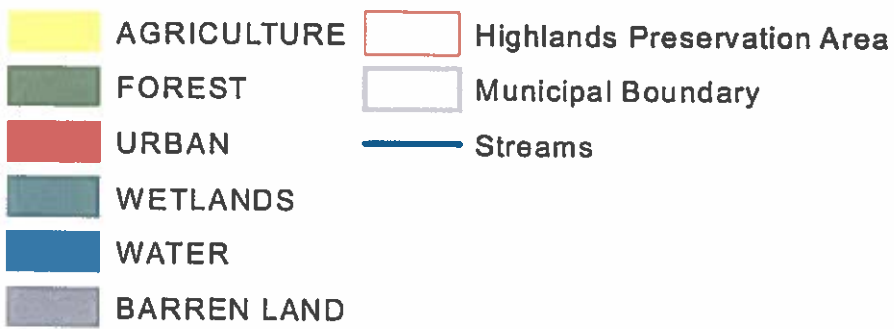 AGRICULTURE
FOREST
URBAN
WETLANDS
WATER
BARREN LAND
Highlands Preservation Area
Municipal Boundary
Streams